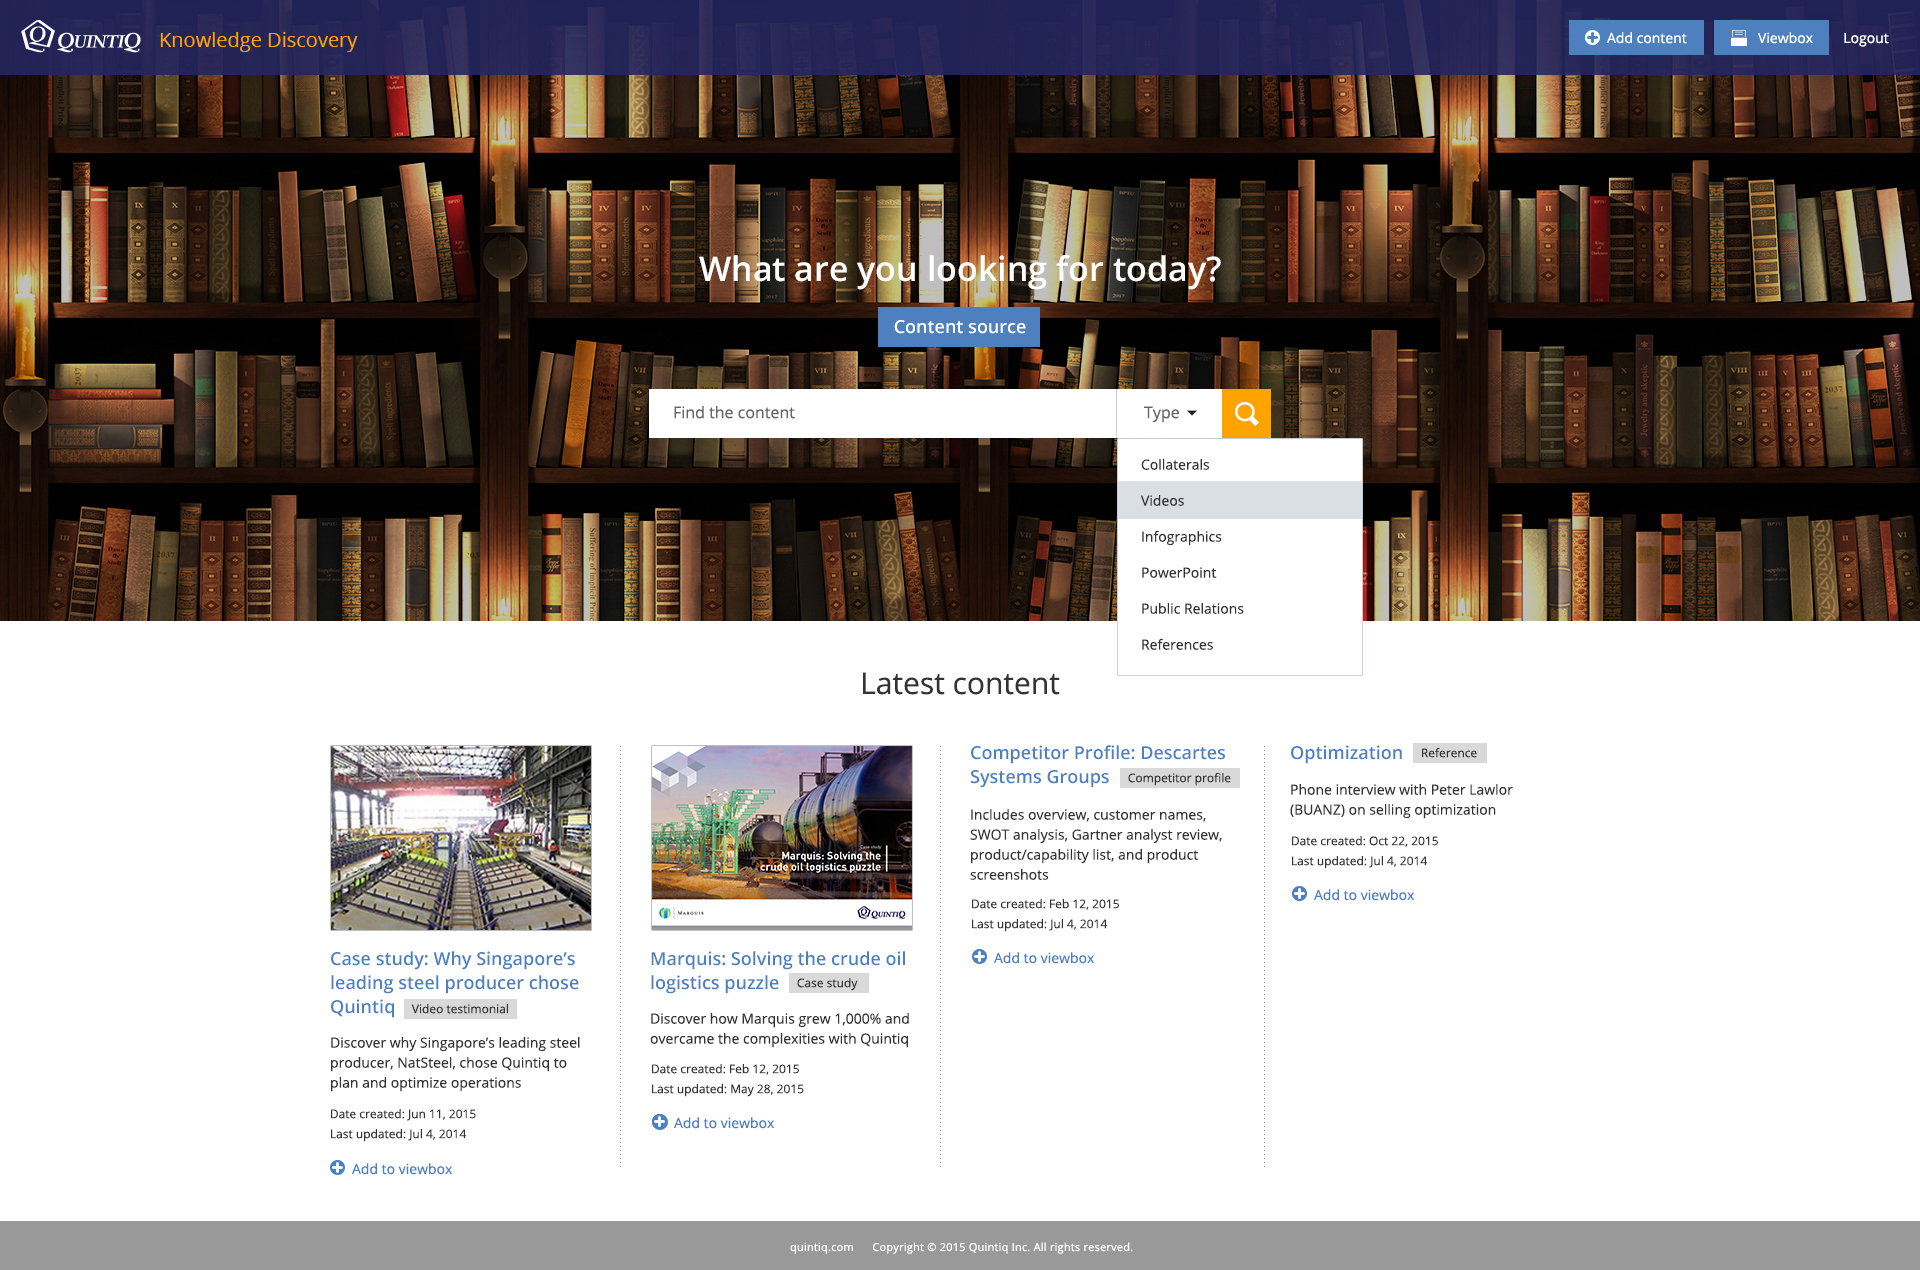 QUINTIQ Knowledge Discovery
Add content
Viewbox
Logout
What are you looking for today?
Content source
Find the content
Type
Collaterals
Videos
Infographics
PowerPoint
Public Relations
References
Latest content
Case study: Why Singapore’s
leading steel producer chose
Quintiq Video testimonial
Discover why Singapore’s leading steel
producer, NatSteel, chose Quintiq to
plan and optimize operations
Date created: Jun 11, 2015
Last updated: Jul 4, 2014
Add to viewbox
Case study
Marquis: Solving the
crude oil logistics puzzle
MARQUIS
QUINTIQ
Marquis: Solving the crude oil
logistics puzzle Case study
Discover how Marquis grew 1,000% and
overcame the complexities with Quintiq
Date created: Feb 12, 2015
Last updated: May 28, 2015
Add to viewbox
Competitor Profile: Descartes
Systems Groups Competitor profile
Includes overview, customer names,
SWOT analysis, Gartner analyst review,
product/capability list, and product
screenshots
Date created: Feb 12, 2015
Last updated: Jul 4, 2014
Add to viewbox
Optimization Reference
Phone interview with Peter Lawlor
(BUANZ) on selling optimization
Date created: Oct 22, 2015
Last updated: Jul 4, 2014
Add to viewbox
quintiq.com Copyright © 2015 Quintiq Inc. All rights reserved.